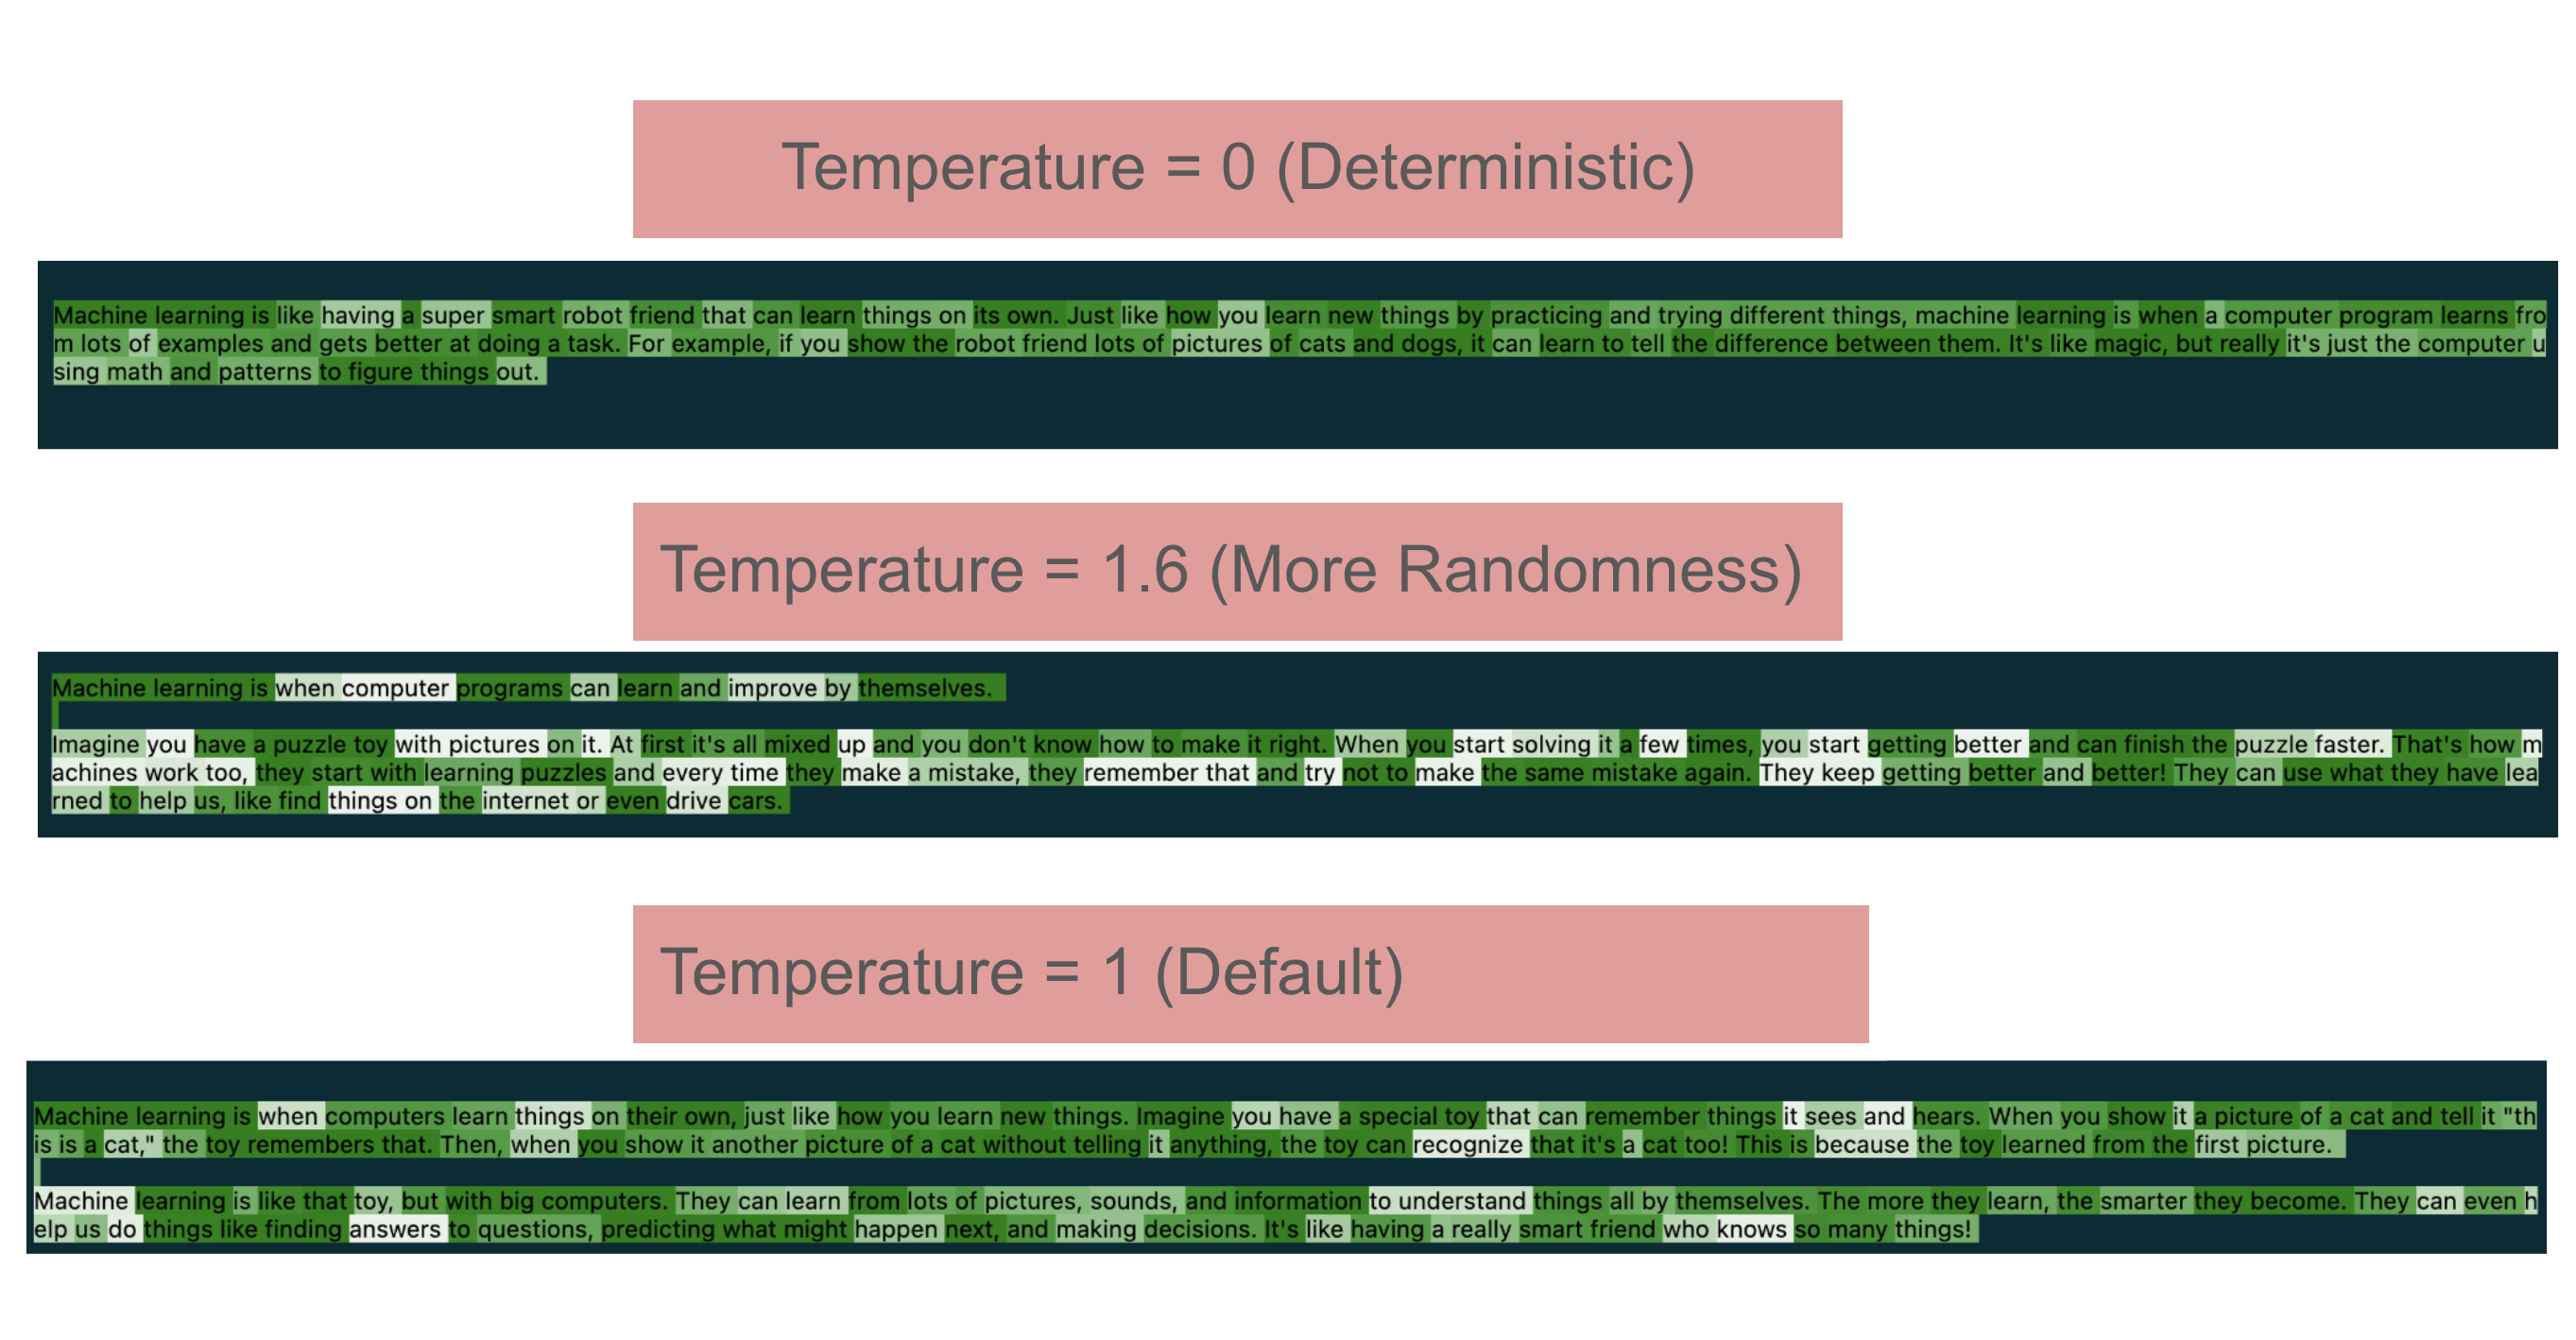 Temperature = 0 (Deterministic)
Machine learning is like having a super smart robot friend that can learn things on its own. Just like how you learn new things by practicing and trying different things, machine learning is when a computer program learns fro
m lots of examples and gets better at doing a task. For example, if you show the robot friend lots of pictures of cats and dogs, it can learn to tell the difference between them. It's like magic, but really it's just the computer u
sing math and patterns to figure things out.
Temperature = 1.6 (More Randomness)
Machine learning is when computer programs can learn and improve by themselves.
Imagine you have a puzzle toy with pictures on it. At first it's all mixed up and you don't know how to make it right. When you start solving it a few times, you start getting better and can finish the puzzle faster. That's how m
achines work too, they start with learning puzzles and every time they make a mistake, they remember that and try not to make the same mistake again. They keep getting better and better! They can use what they have lea
rned to help us, like find things on the internet or even drive cars.
Temperature = 1 (Default)
Machine learning is when computers learn things on their own, just like how you learn new things. Imagine you have a special toy that can remember things it sees and hears. When you show it a picture of a cat and tell it "th
is is a cat," the toy remembers that. Then, when you show it another picture of a cat without telling it anything, the toy can recognize that it's a cat too! This is because the toy learned from the first picture.
Machine learning is like that toy, but with big computers. They can learn from lots of pictures, sounds, and information to understand things all by themselves. The more they learn, the smarter they become. They can even h
elp us do things like finding answers to questions, predicting what might happen next, and making decisions. It's like having a really smart friend who knows so many things!